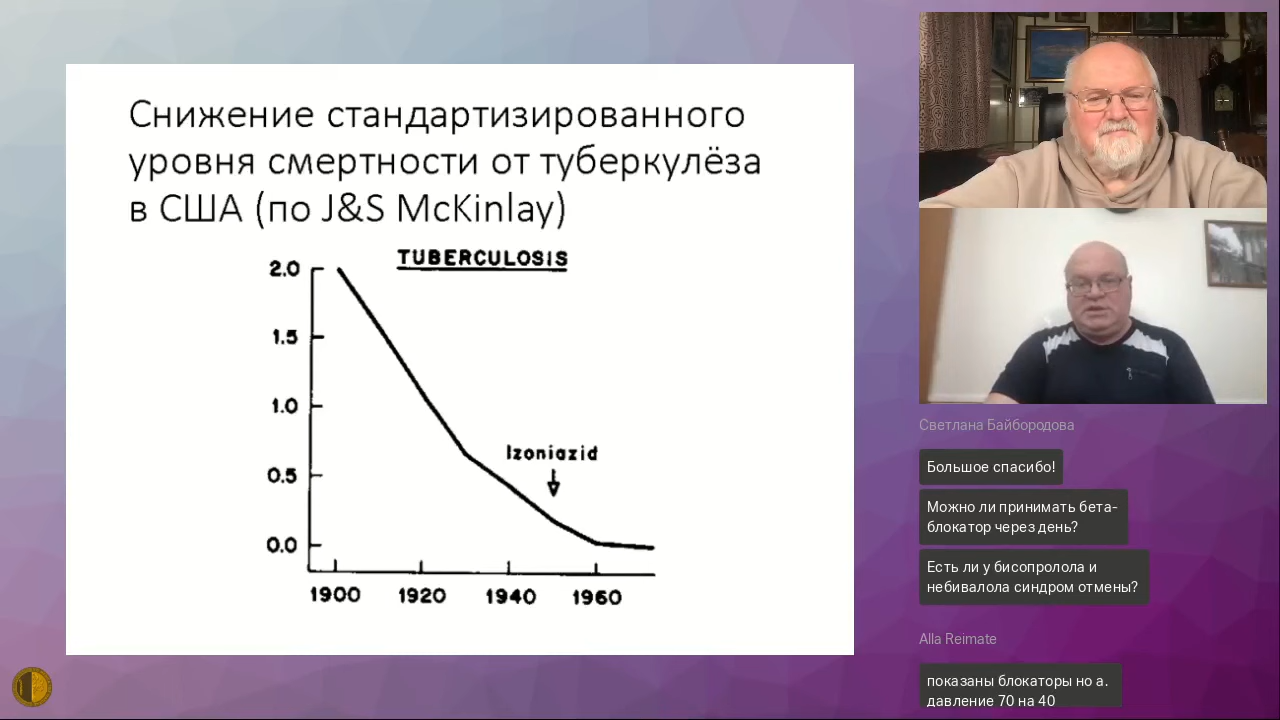 Снижение стандартизированного
уровня смертности от туберкулёза
в США (по J&S McKinlay)
TUBERCULOSIS
2.0
1.5
1.0
0.5
0.0
Izoniazid
1900 1920 1940 1960
Светлана Байбородова
Большое спасибо!
Можно ли принимать бета-
блокатор через день?
Есть ли у бисопролола и
небивалола синдром отмены?
Alla Reimate
показаны блокаторы но а.
давление 70 на 40